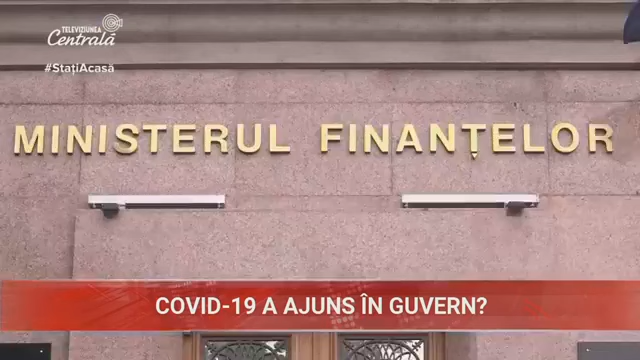 TELEVIZIUNEA
Centrală
#StațiAcasă
MINISTERUL FINANȚELOR
COVID-19 A AJUNS ÎN GUVERN?